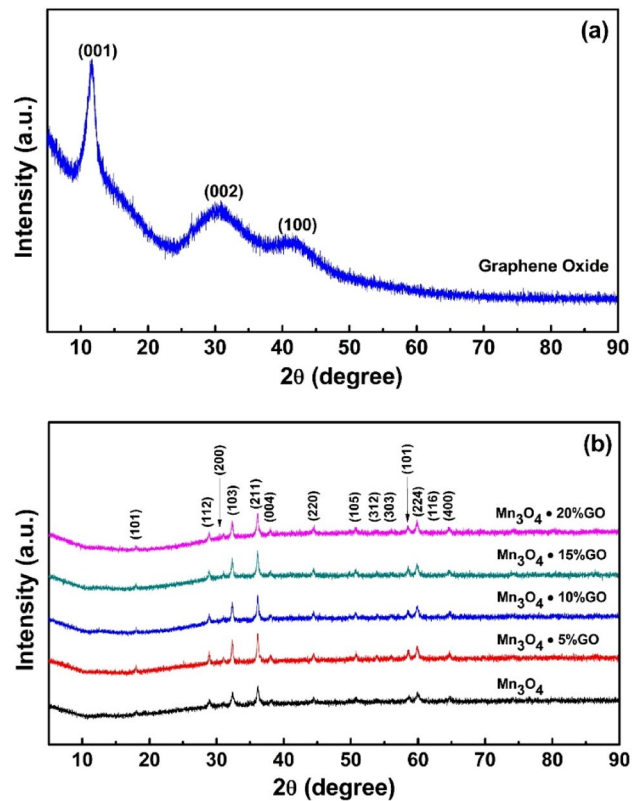 (a)
(001)
(002)
(100)
Graphene Oxide
Intensity (a.u.)
10 20 30 40 50 60 70 80 90
2θ (degree)
(b)
(101)
(112)
(200)
(103)
(211)
(004)
(220)
(105)
(312)
(303)
(101)
(224)
(116)
(400)
Mn₃O₄ • 20%GO
Mn₃O₄ • 15%GO
Mn₃O₄ • 10%GO
Mn₃O₄ • 5%GO
Mn₃O₄
Intensity (a.u.)
10 20 30 40 50 60 70 80 90
2θ (degree)